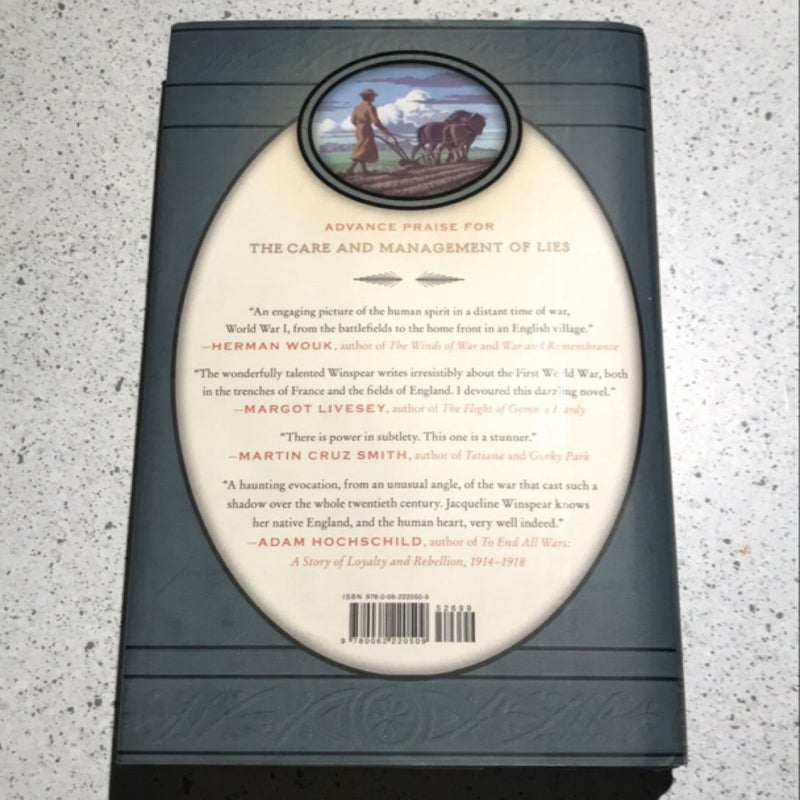 ADVANCE PRAISE FOR
THE CARE AND MANAGEMENT OF LIES
"An engaging picture of the human spirit in a distant time of war,
World War I, from the battlefields to the home front in an English village."
—HERMAN WOUK, author of The Winds of War and War and Remembrance
"The wonderfully talented Winspear writes irresistibly about the First World War, both
in the trenches of France and the fields of England. I devoured this dazzling novel."
—MARGOT LIVESEY, author of The Flight of Gemma Hardy
"There is power in subtlety. This one is a stunner."
—MARTIN CRUZ SMITH, author of Tatiana and Gorky Park
"A haunting evocation, from an unusual angle, of the war that cast such a
shadow over the whole twentieth century. Jacqueline Winspear knows
her native England, and the human heart, very well indeed."
—ADAM HOCHSCHILD, author of To End All Wars:
A Story of Loyalty and Rebellion, 1914–1918
ISBN 978-0-06-222050-9
52699
9 780062 220509